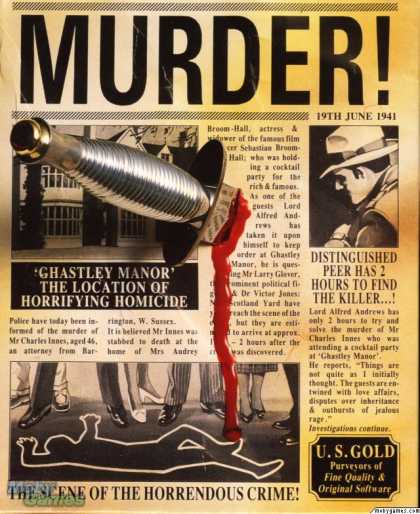 MURDER!
19TH JUNE 1941
'GHASTLEY MANOR'
THE LOCATION OF
HORRIFYING HOMICIDE
Police have today been in-
formed of the murder of
Mr Charles Innes, aged 46,
an attorney from Bar-
rington, W. Sussex.
It is believed Mr Innes was
stabbed to death at the
home of Mrs Audrey
Broom-Hall, actress &
widower of the famous film
cer Sebastian Broom-
Hall; who was hold-
ing a cocktail
party for the
rich & famous.
As one of the
guests Lord
Alfred And-
rews has
taken it upon
himself to keep
order at Ghastley
Manor', he is ques-
ing Mr Larry Glover,
prominent political fi-
& Dr Victor Jones:
Scotland Yard have
reach the scene of the
but they are esti-
to arrive at approx.
- 2 hours after the
was discovered.
DISTINGUISHED
PEER HAS 2
HOURS TO FIND
THE KILLER...!
Lord Alfred Andrews has
only 2 hours to try and
solve the murder of Mr
Charles Innes who was
attending a cocktail party
at 'Ghastley Manor'.
He reports, "Things are
not quite as I initially
thought. The guests are en-
twined with love affairs,
disputes over inheritance
& outbursts of jealous
rage."
Investigations continue.
U.S.GOLD
Purveyors of
Fine Quality &
Original Software
THE SCENE OF THE HORRENDOUS CRIME!
Moby
Games
(c) mobygames.com